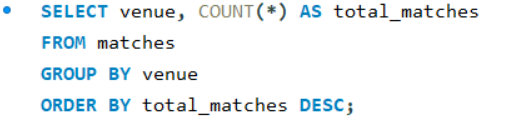 SELECT venue, COUNT(*) AS total_matches
FROM matches
GROUP BY venue
ORDER BY total_matches DESC;